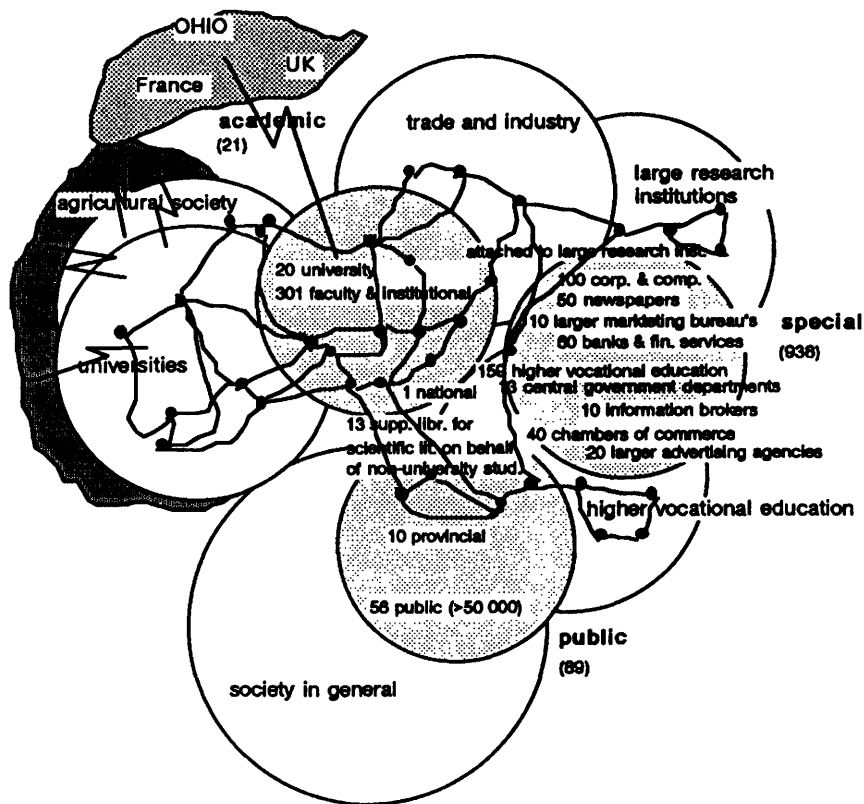 OHIO
UK
France
academic
(21)
trade and industry
large research
institutions
agricultural society
attached to large research inst.
20 university
301 faculty & institutional
100 corp. & comp.
50 newspapers
10 larger markleting bureau's
special
(936)
60 banks & fin. services
universities
159 higher vocational education
13 central government departments
1 national
10 information brokers
13 supp. libr. for
scientific lit. on behalf
of non-university stud.
40 chambers of commerce
20 larger advertising agencies
higher vocational education
10 provincial
56 public (>50 000)
public
(89)
society in general